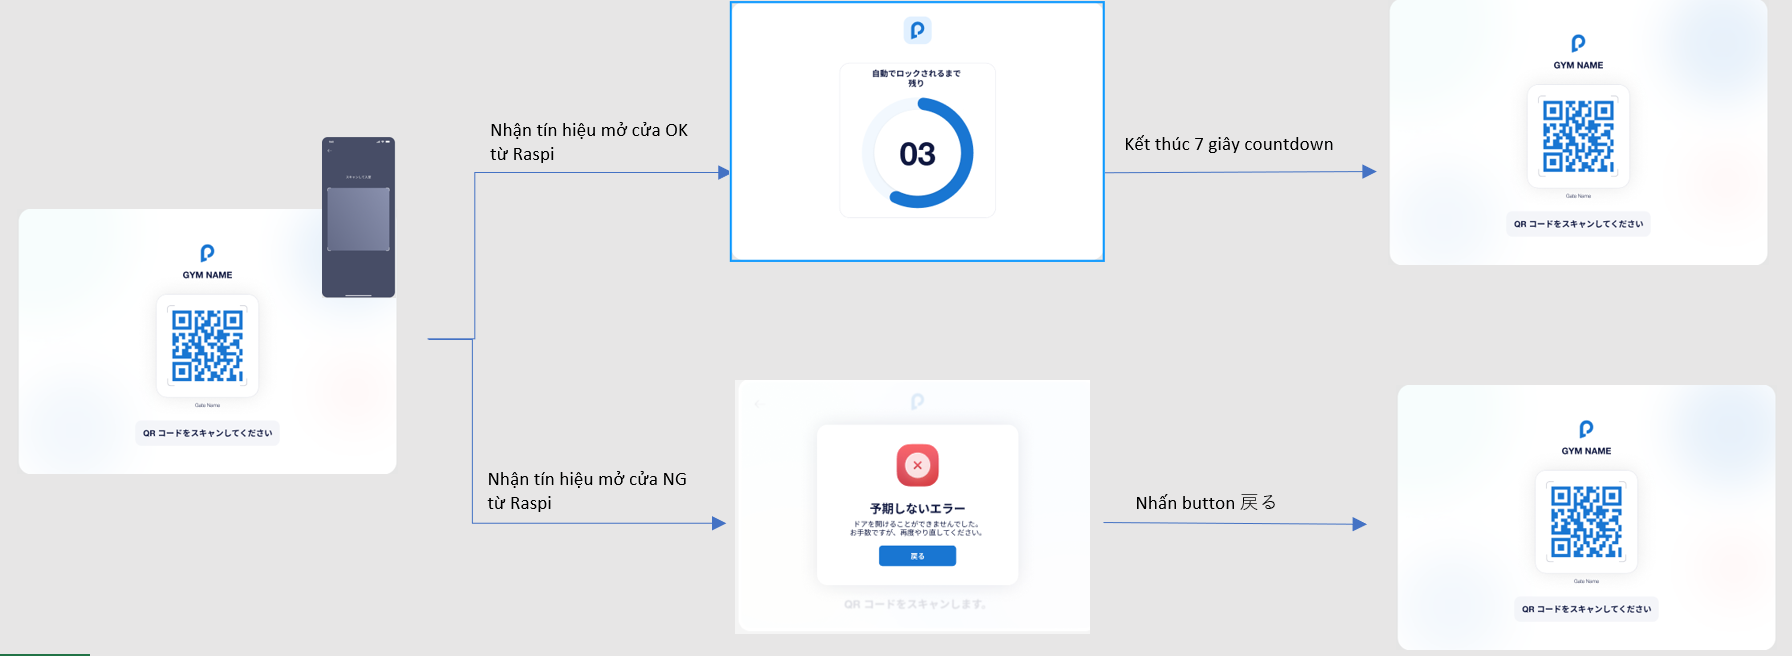 スキャンして入館
GYM NAME
Gate Name
QR コードをスキャンしてください
Nhận tín hiệu mở cửa OK
từ Raspi
自動でロックされるまで
残り
03
Kết thúc 7 giây countdown
GYM NAME
Gate Name
QR コードをスキャンしてください
Nhận tín hiệu mở cửa NG
từ Raspi
予期しないエラー
ドアを開けることができませんでした。
お手数ですが、再度やり直してください。
戻る
QR コードをスキャンします。
Nhấn button 戻る
GYM NAME
Gate Name
QR コードをスキャンしてください